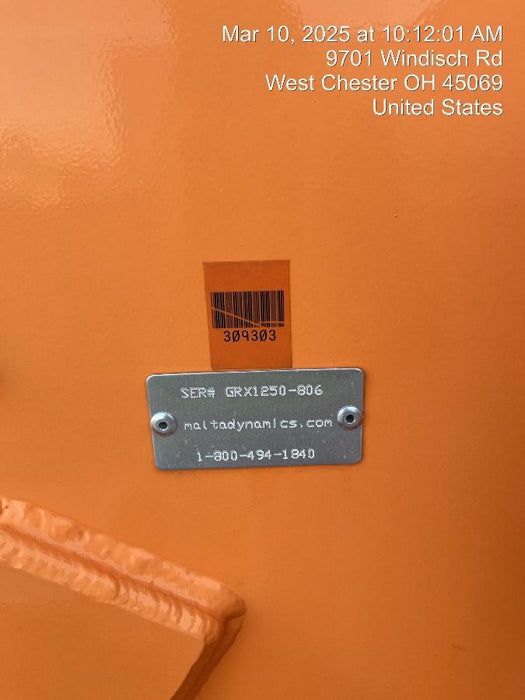 Mar 10, 2025 at 10:12:01 AM
9701 Windisch Rd
West Chester OH 45069
United States
309303
SER# GRX1250-806
maltadynamics.com
1-800-494-1840